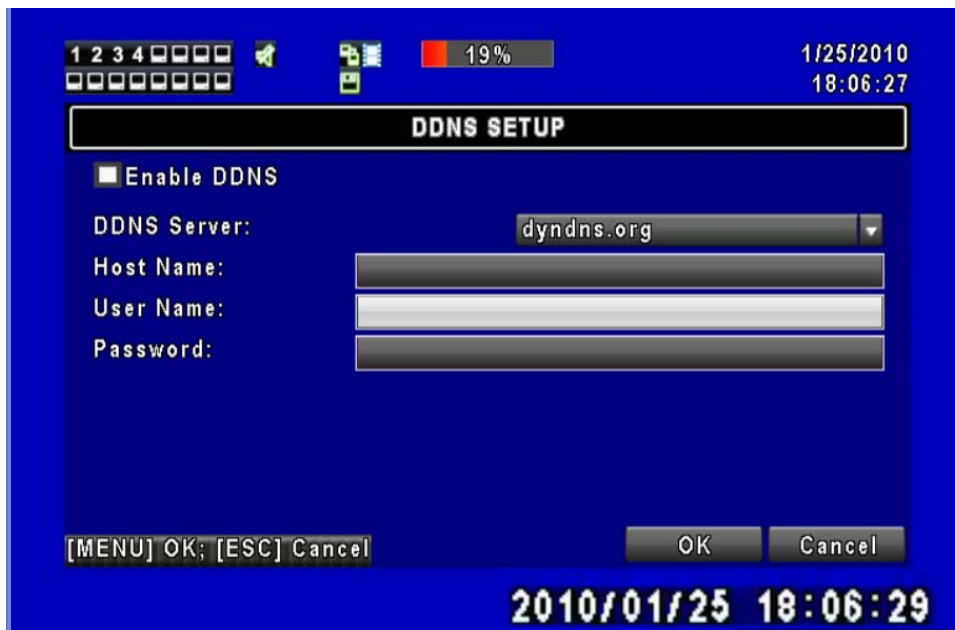 1 2 3 4
19%
1/25/2010
18:06:27
DDNS SETUP
Enable DDNS
DDNS Server: dyndns.org
Host Name:
User Name:
Password:
[MENU] OK; [ESC] Cancel
OK Cancel
2010/01/25 18:06:29